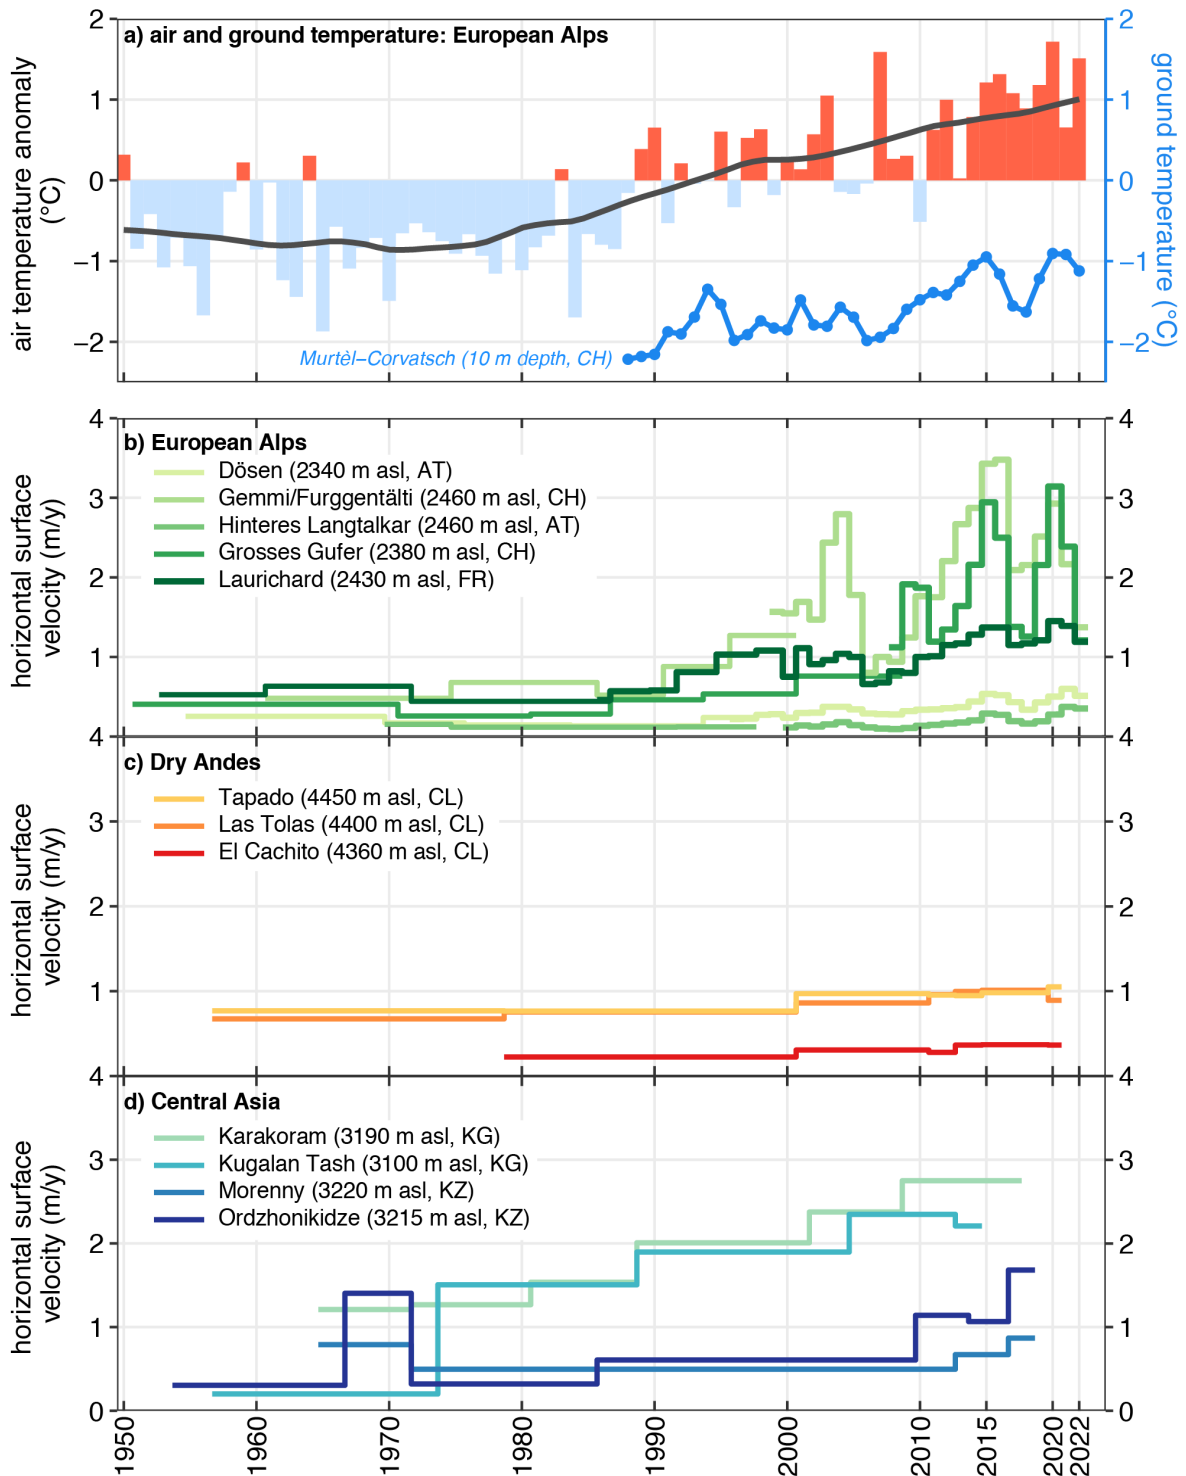 a) air and ground temperature: European Alps
air temperature anomaly
(°C)
ground temperature (°C)
2
1
0
−1
−2
2
1
0
−1
−2
Murtèl−Corvatsch (10 m depth, CH)
b) European Alps
Dösen (2340 m asl, AT)
Gemmi/Furggentälti (2460 m asl, CH)
Hinteres Langtalkar (2460 m asl, AT)
Grosses Gufer (2380 m asl, CH)
Laurichard (2430 m asl, FR)
horizontal surface
velocity (m/y)
4
3
2
1
4
3
2
1
c) Dry Andes
Tapado (4450 m asl, CL)
Las Tolas (4400 m asl, CL)
El Cachito (4360 m asl, CL)
horizontal surface
velocity (m/y)
4
3
2
1
4
3
2
1
d) Central Asia
Karakoram (3190 m asl, KG)
Kugalan Tash (3100 m asl, KG)
Morenny (3220 m asl, KZ)
Ordzhonikidze (3215 m asl, KZ)
horizontal surface
velocity (m/y)
4
3
2
1
0
4
3
2
1
0
1950
1960
1970
1980
1990
2000
2010
2015
2020
2022